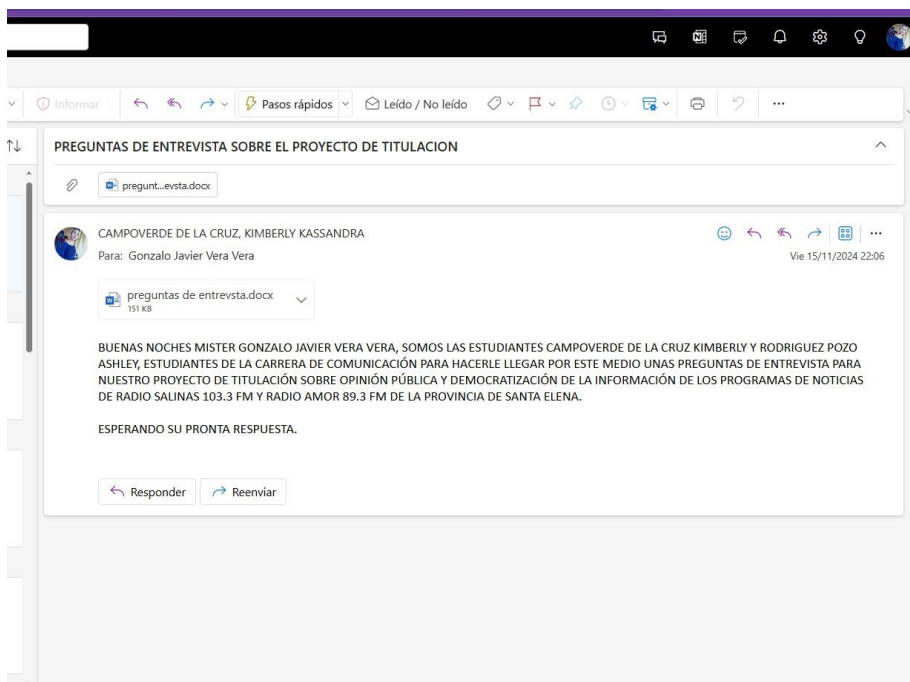 Informar
Pasos rápidos
Leído / No leído
PREGUNTAS DE ENTREVISTA SOBRE EL PROYECTO DE TITULACION
pregunt...evsta.docx
CAMPOVERDE DE LA CRUZ, KIMBERLY KASSANDRA
Para: Gonzalo Javier Vera Vera
Vie 15/11/2024 22:06
preguntas de entrevsta.docx
151 KB
BUENAS NOCHES MISTER GONZALO JAVIER VERA VERA, SOMOS LAS ESTUDIANTES CAMPOVERDE DE LA CRUZ KIMBERLY Y RODRIGUEZ POZO
ASHLEY, ESTUDIANTES DE LA CARRERA DE COMUNICACIÓN PARA HACERLE LLEGAR POR ESTE MEDIO UNAS PREGUNTAS DE ENTREVISTA PARA
NUESTRO PROYECTO DE TITULACIÓN SOBRE OPINIÓN PÚBLICA Y DEMOCRATIZACIÓN DE LA INFORMACIÓN DE LOS PROGRAMAS DE NOTICIAS
DE RADIO SALINAS 103.3 FM Y RADIO AMOR 89.3 FM DE LA PROVINCIA DE SANTA ELENA.
ESPERANDO SU PRONTA RESPUESTA.
Responder
Reenviar